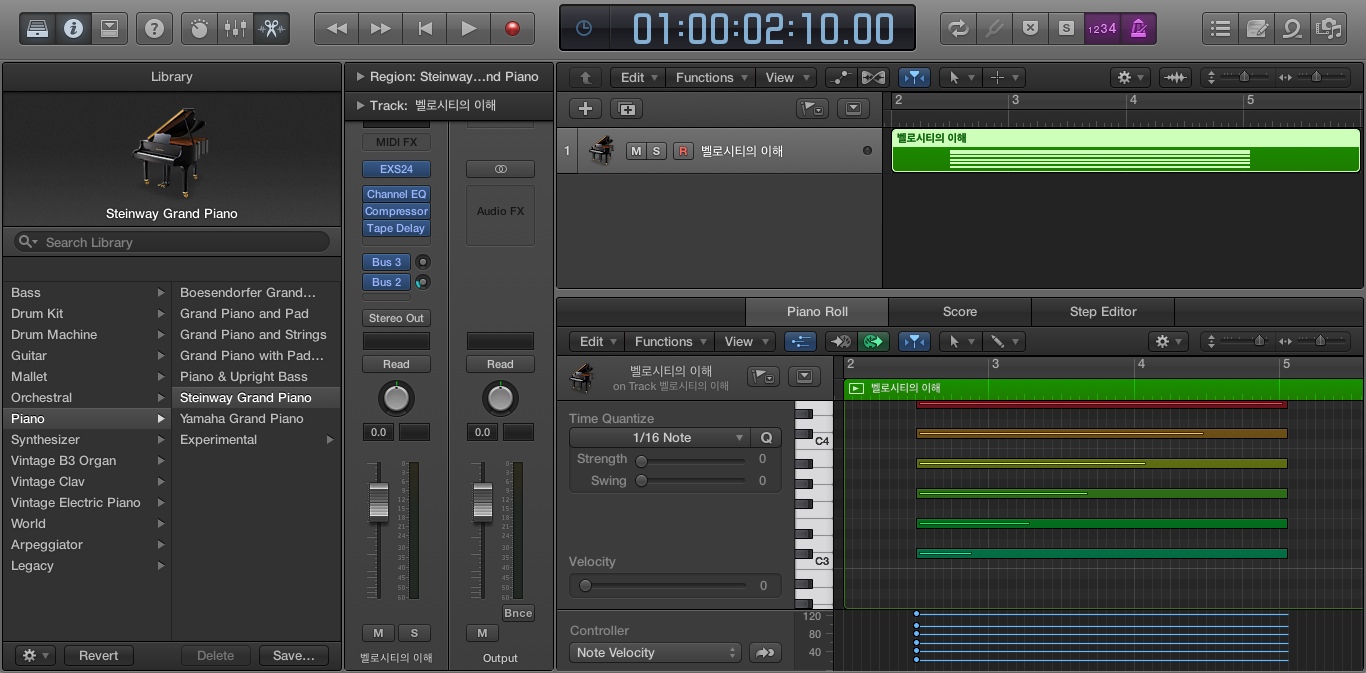 01:00:02:10.00
S
1234
Library
Steinway Grand Piano
Search Library
Bass
Drum Kit
Drum Machine
Guitar
Mallet
Orchestral
Piano
Synthesizer
Vintage B3 Organ
Vintage Clav
Vintage Electric Piano
World
Arpeggiator
Legacy
Boesendorfer Grand...
Grand Piano and Pad
Grand Piano and Strings
Grand Piano with Pad...
Piano & Upright Bass
Steinway Grand Piano
Yamaha Grand Piano
Experimental
Revert
Delete
Save...
Region: Steinway...nd Piano
Track: 벨로시티의 이해
MIDI FX
EXS24
Channel EQ
Compressor
Tape Delay
Audio FX
Bus 3
Bus 2
Stereo Out
Read
Read
0.0
0.0
Bnce
M S
M
벨로시티의 이해
Output
Edit Functions View
2 3 4 5
1 M S R 벨로시티의 이해
벨로시티의 이해
Piano Roll Score Step Editor
Edit Functions View
벨로시티의 이해
on Track 벨로시티의 이해
2 3 4 5
벨로시티의 이해
Time Quantize
1/16 Note Q
Strength 0
Swing 0
Velocity
0
C4
C3
Controller
Note Velocity
120
80
40